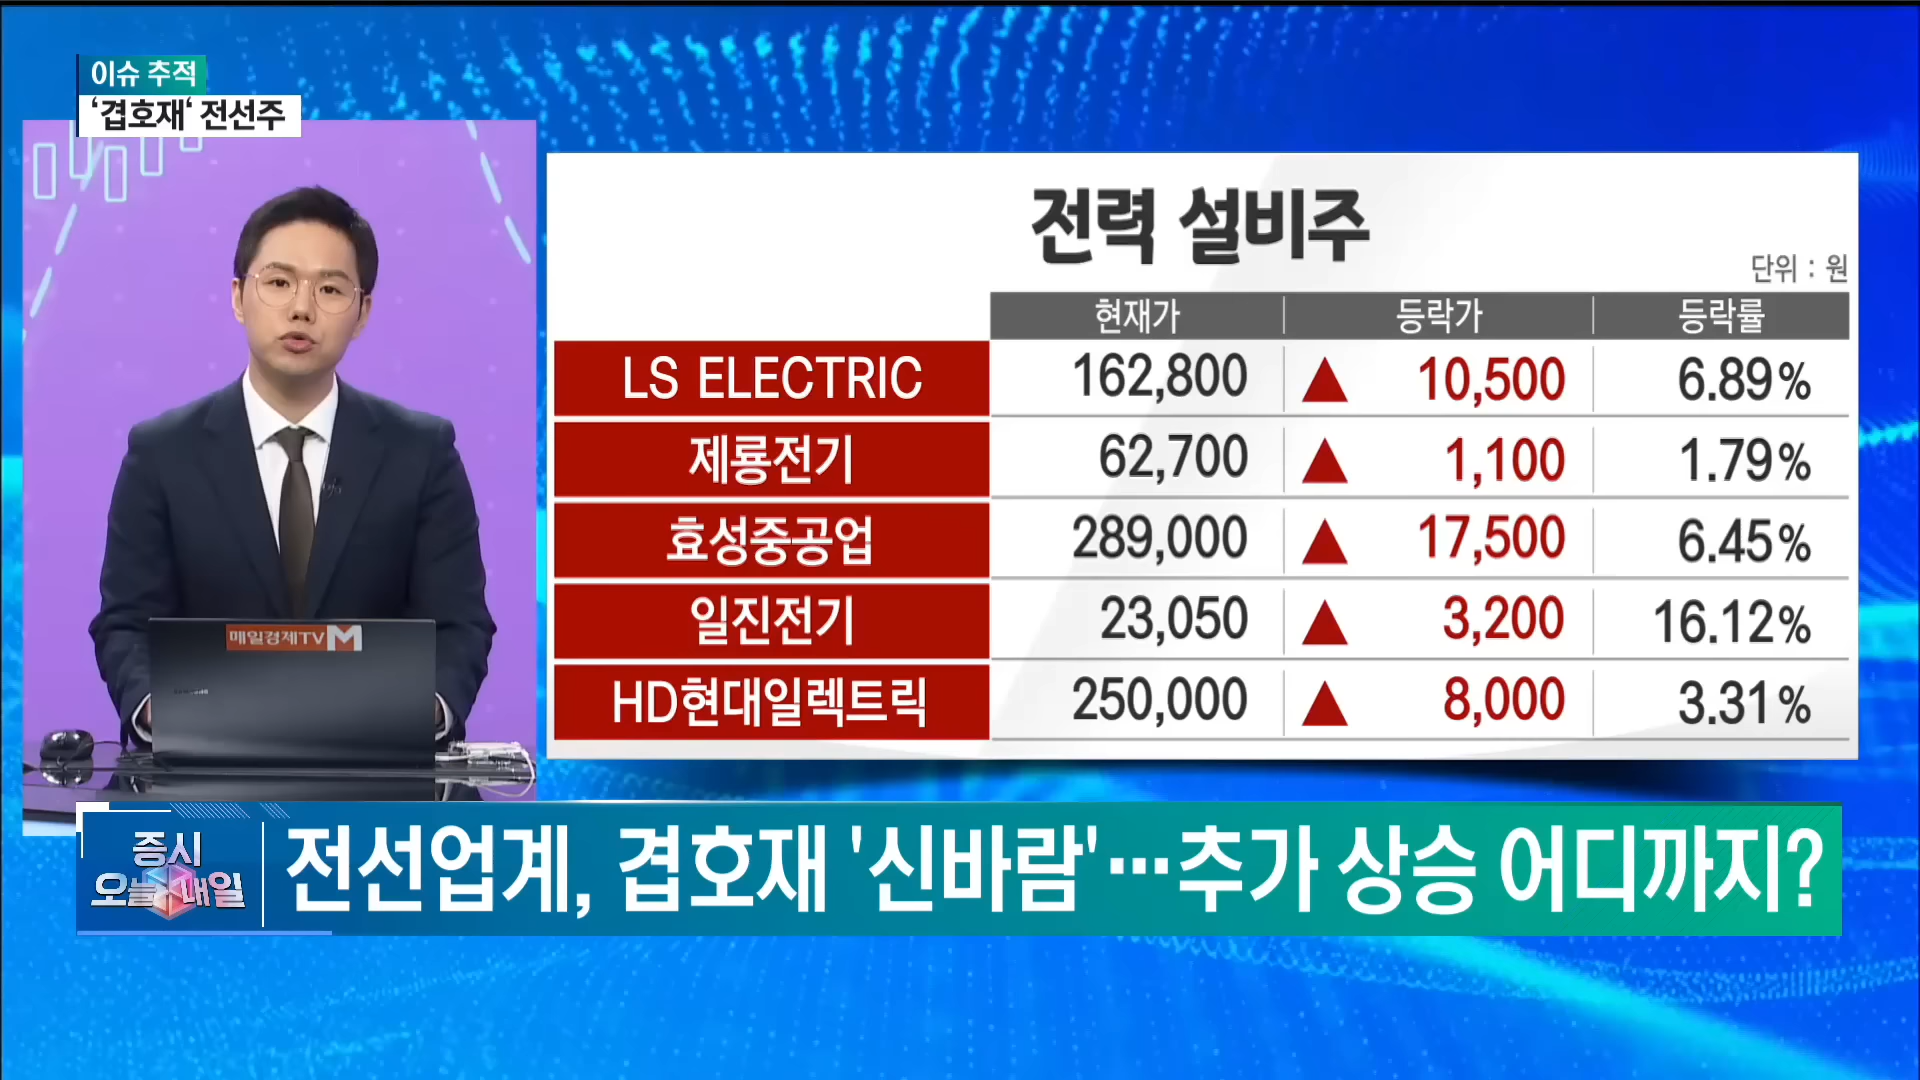 이슈 추적
‘겹호재‘ 전선주
전력 설비주
단위 : 원
현재가 등락가 등락률
LS ELECTRIC 162,800 ▲ 10,500 6.89%
제룡전기 62,700 ▲ 1,100 1.79%
효성중공업 289,000 ▲ 17,500 6.45%
일진전기 23,050 ▲ 3,200 16.12%
HD현대일렉트릭 250,000 ▲ 8,000 3.31%
매일경제TV M
증시
오늘 매일
전선업계, 겹호재 '신바람'…추가 상승 어디까지?